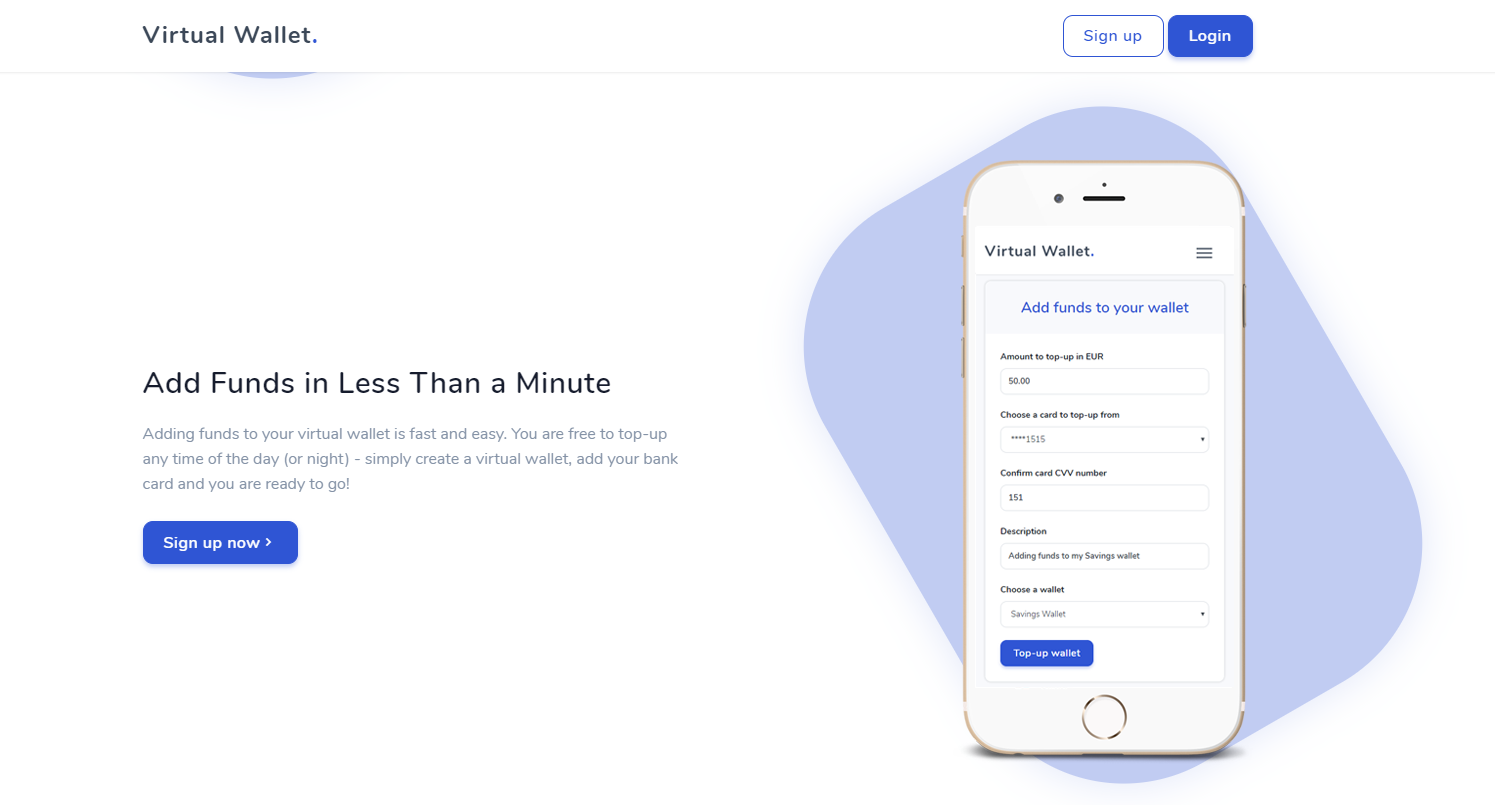 Virtual Wallet.
Sign up
Login
Add Funds in Less Than a Minute
Adding funds to your virtual wallet is fast and easy. You are free to top-up
any time of the day (or night) - simply create a virtual wallet, add your bank
card and you are ready to go!
Sign up now
Virtual Wallet.
Add funds to your wallet
Amount to top-up in EUR
50.00
Choose a card to top-up from
****1515
Confirm card CVV number
151
Description
Adding funds to my Savings wallet
Choose a wallet
Savings Wallet
Top-up wallet